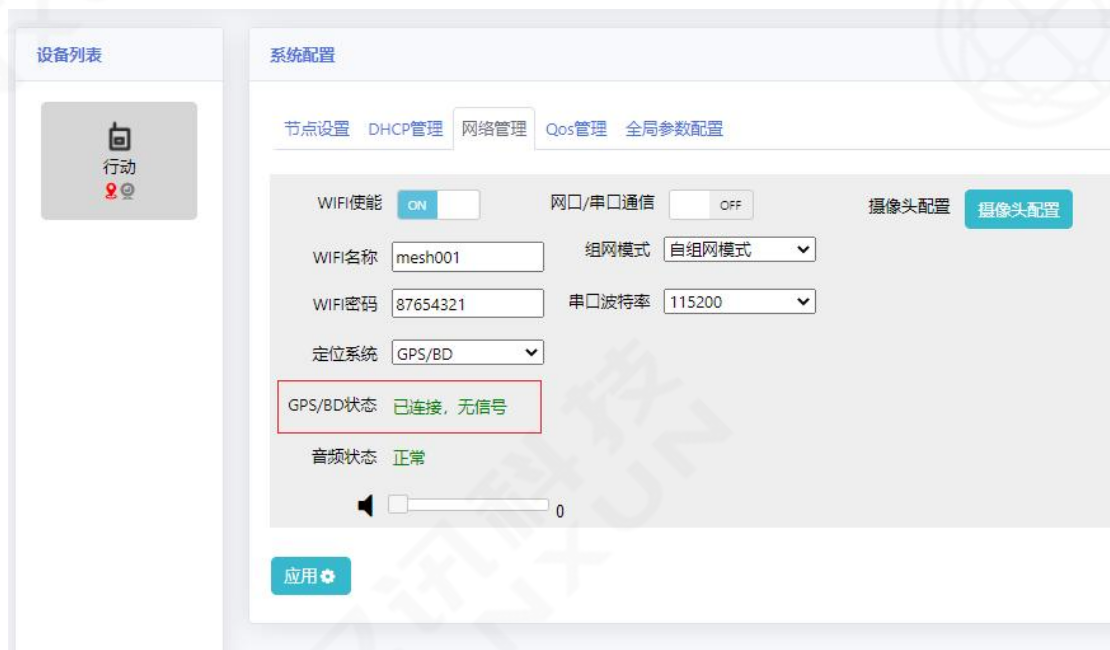 设备列表
行动
系统配置
节点设置 DHCP管理 网络管理 Qos管理 全局参数配置
WIFI使能 ON 网口/串口通信 OFF 摄像头配置 摄像头配置
WIFI名称 mesh001 组网模式 自组网模式
WIFI密码 87654321 串口波特率 115200
定位系统 GPS/BD
GPS/BD状态 已连接，无信号
音频状态 正常
0
应用
讯科技
NXUN